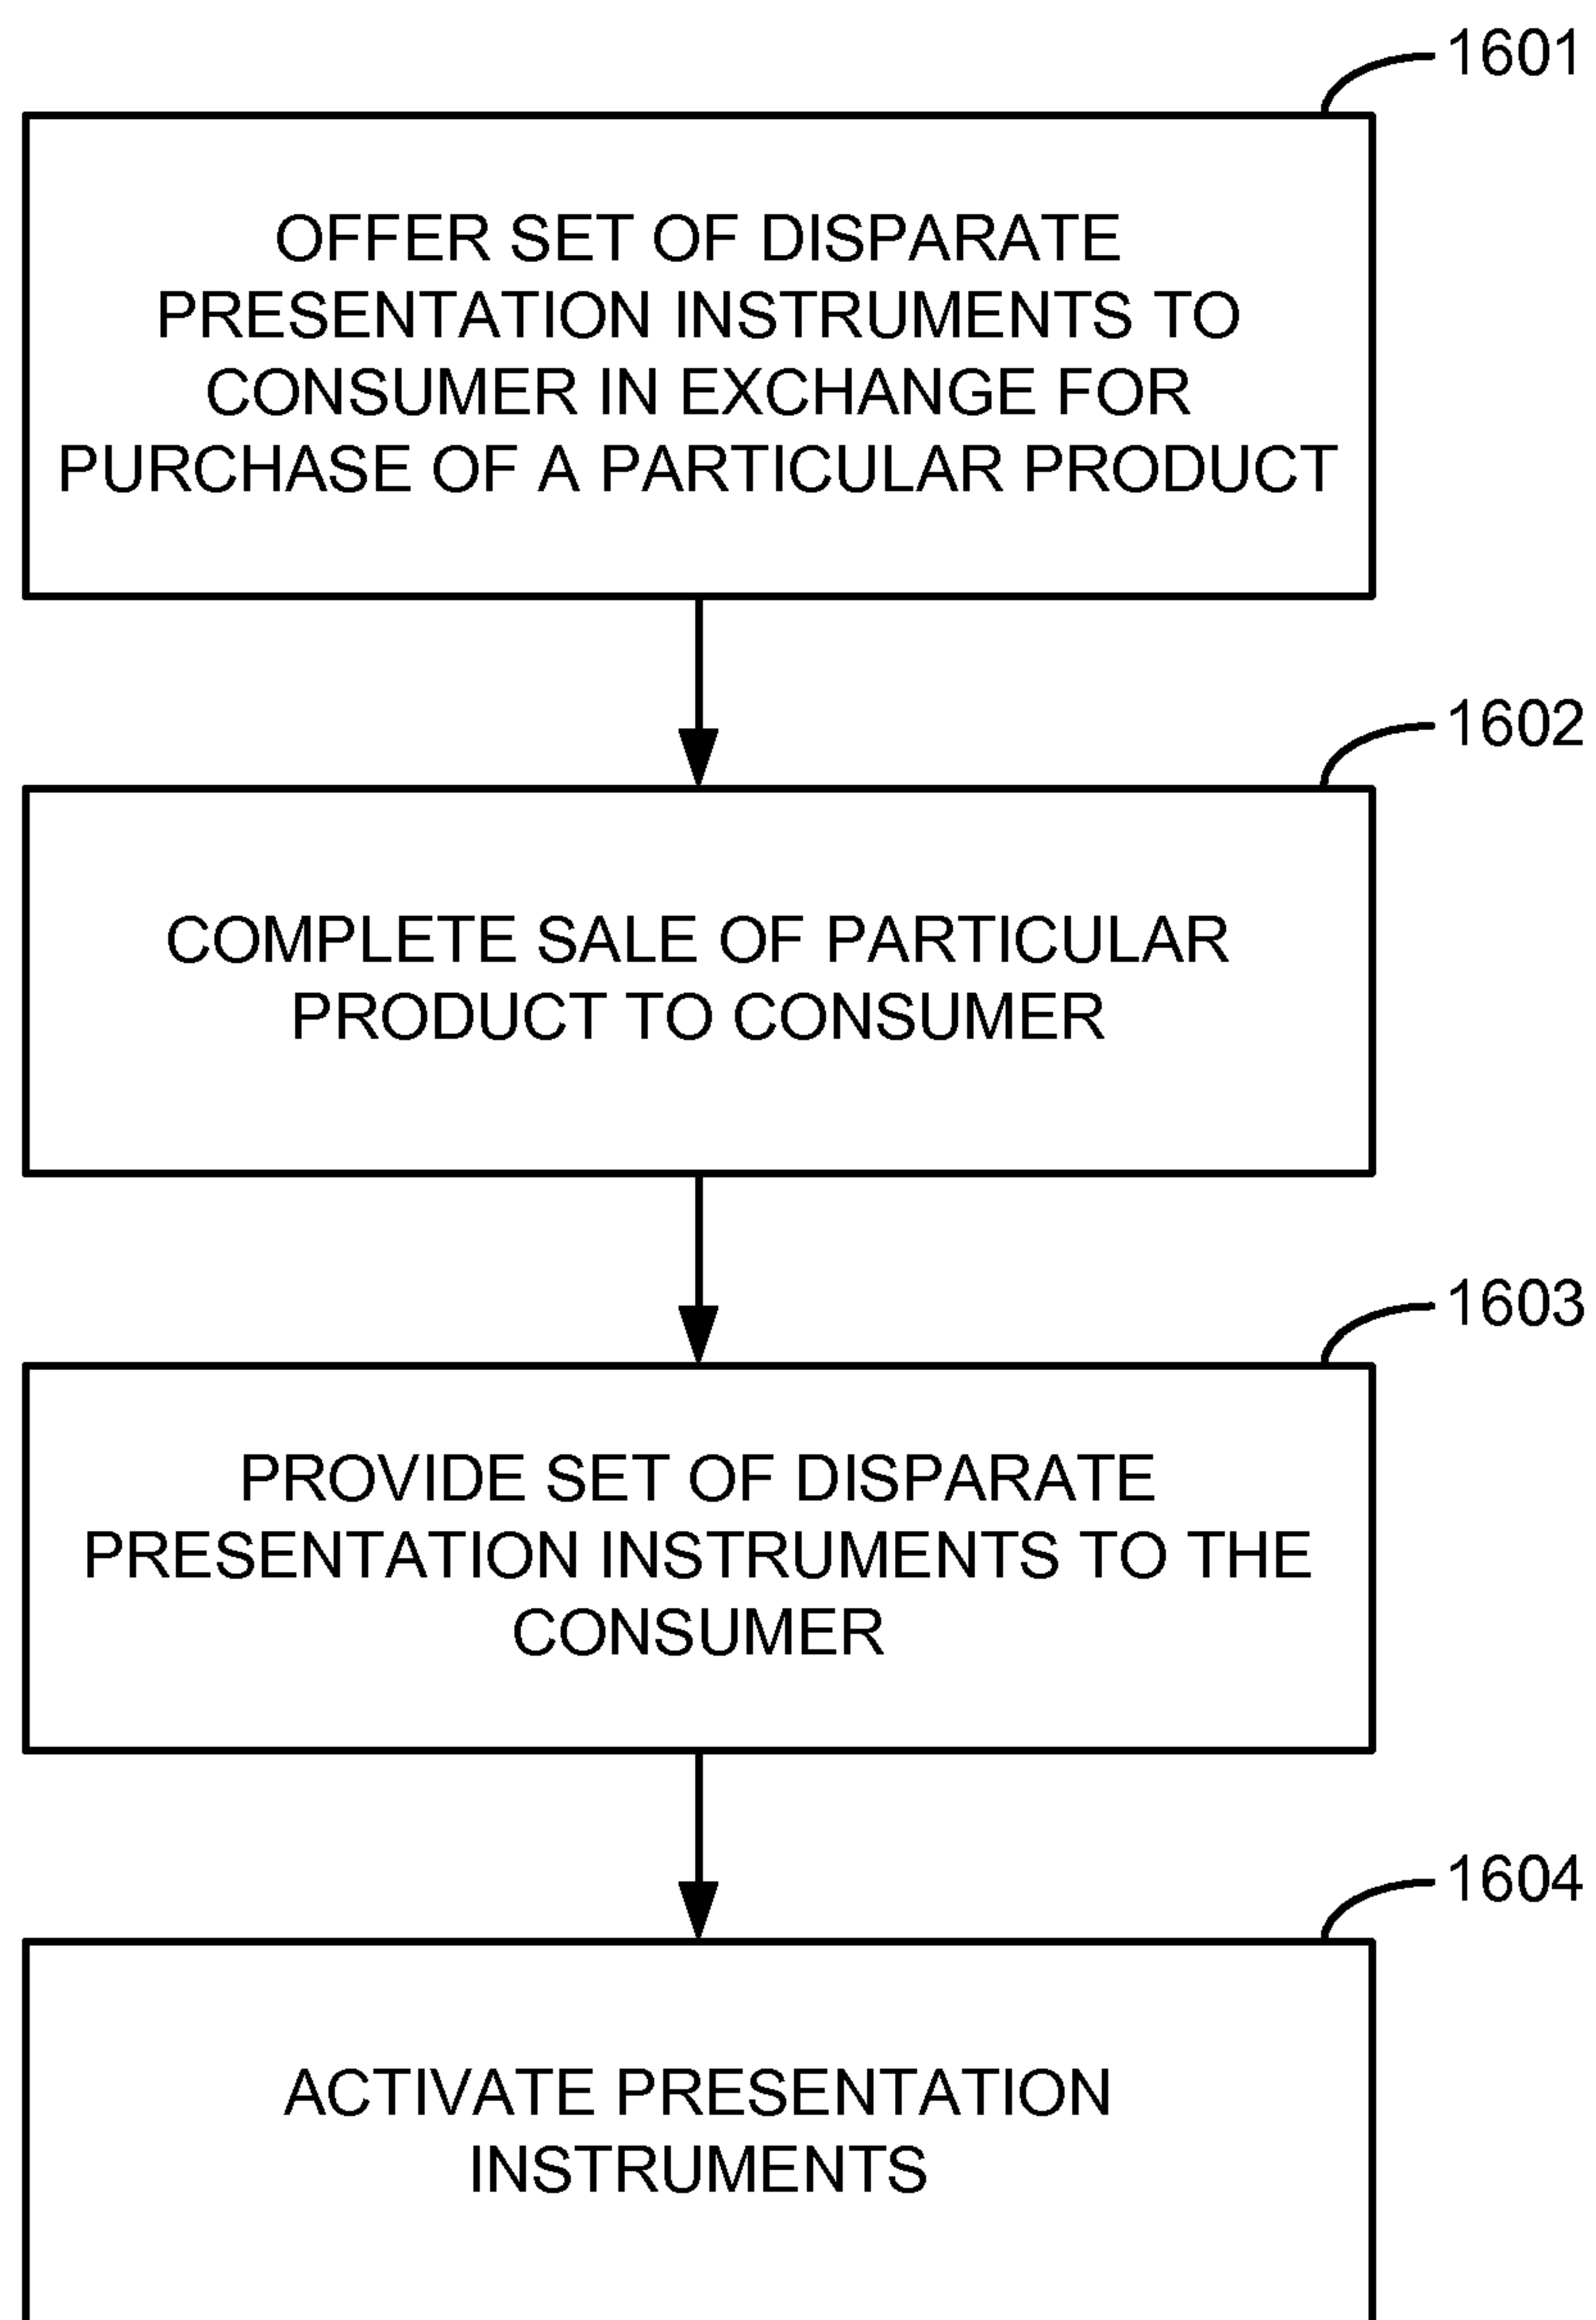 1601
OFFER SET OF DISPARATE
PRESENTATION INSTRUMENTS TO
CONSUMER IN EXCHANGE FOR
PURCHASE OF A PARTICULAR PRODUCT
1602
COMPLETE SALE OF PARTICULAR
PRODUCT TO CONSUMER
1603
PROVIDE SET OF DISPARATE
PRESENTATION INSTRUMENTS TO THE
CONSUMER
1604
ACTIVATE PRESENTATION
INSTRUMENTS